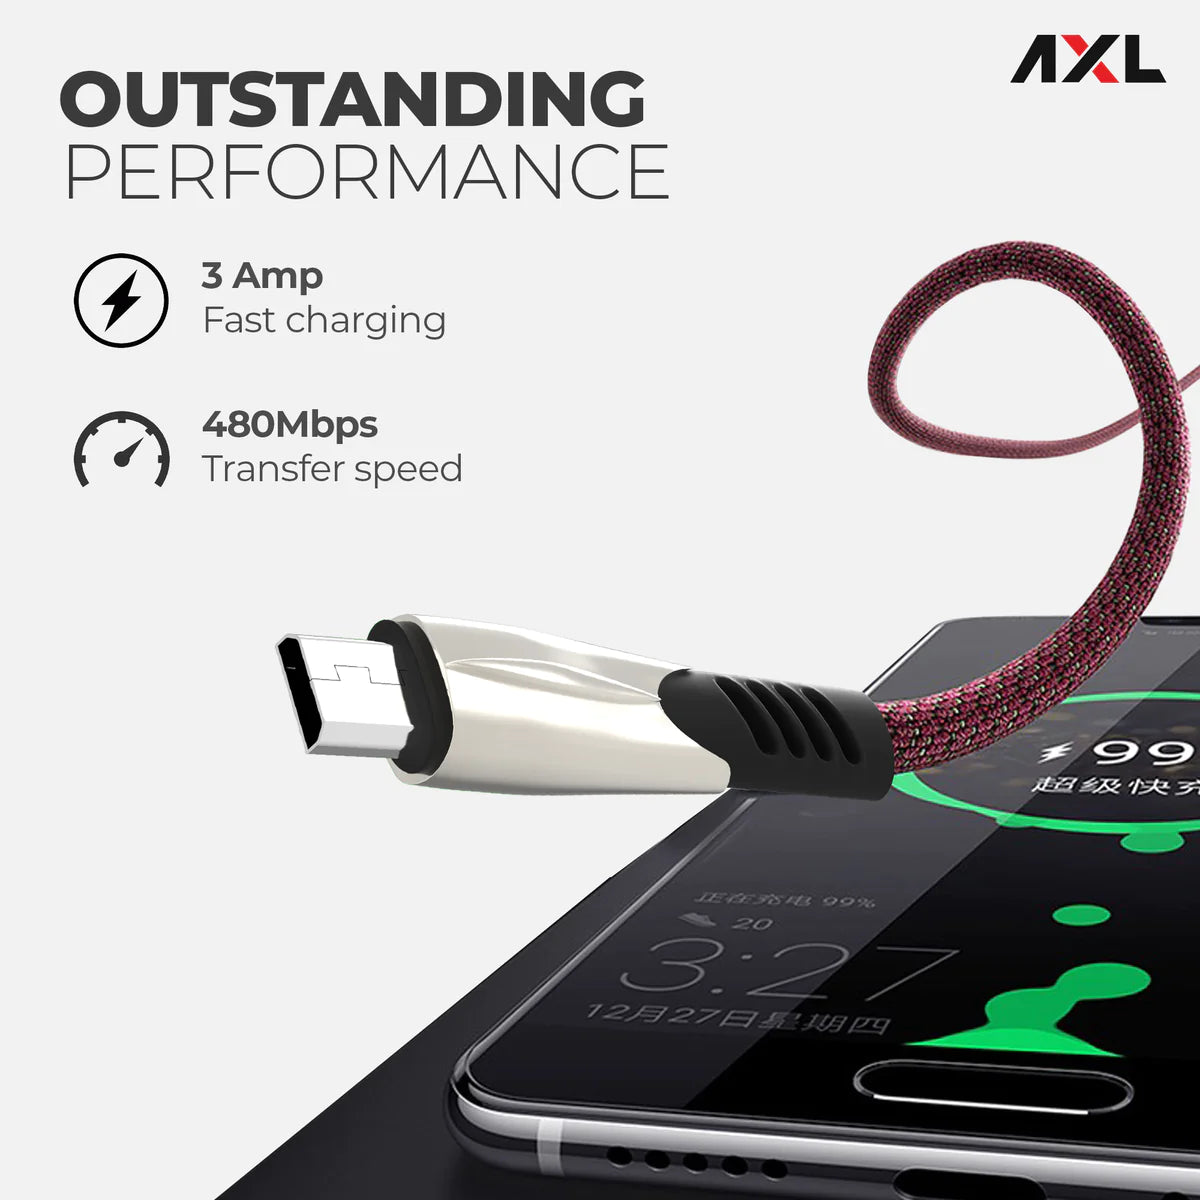 AXL
OUTSTANDING
PERFORMANCE
3 Amp
Fast charging
480Mbps
Transfer speed
99
超级快充
正在充电 99%
20
3:27
12月27日星期四